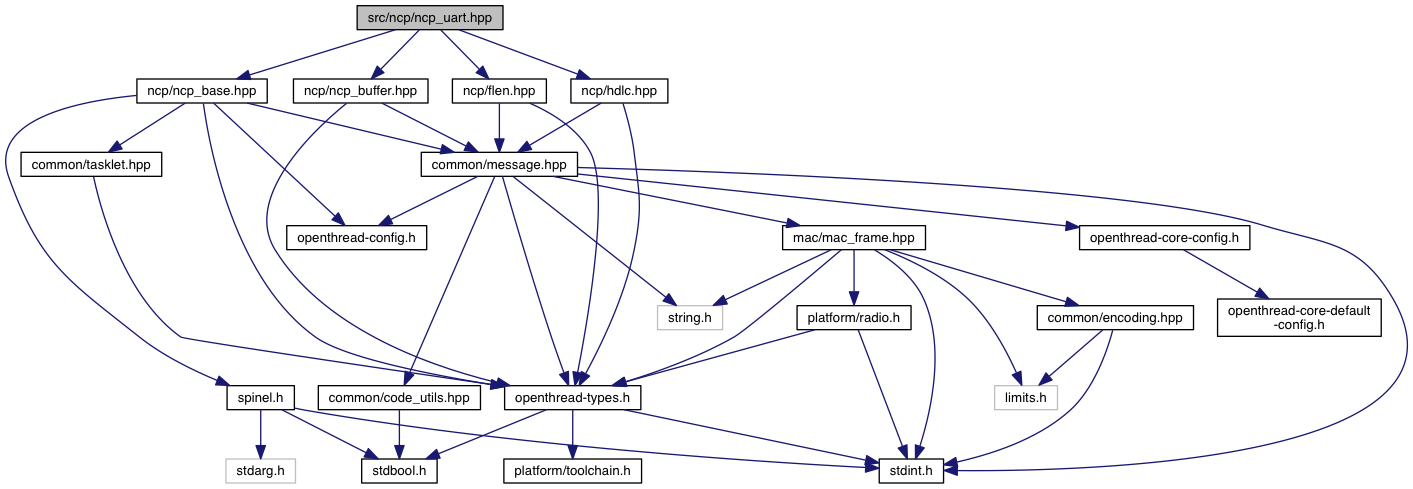 src/ncp/ncp_uart.hpp
ncp/ncp_base.hpp
ncp/ncp_buffer.hpp
ncp/flen.hpp
ncp/hdlc.hpp
common/tasklet.hpp
common/message.hpp
openthread-config.h
mac/mac_frame.hpp
openthread-core-config.h
string.h
platform/radio.h
common/encoding.hpp
openthread-core-default
-config.h
spinel.h
common/code_utils.hpp
openthread-types.h
limits.h
stdarg.h
stdbool.h
platform/toolchain.h
stdint.h